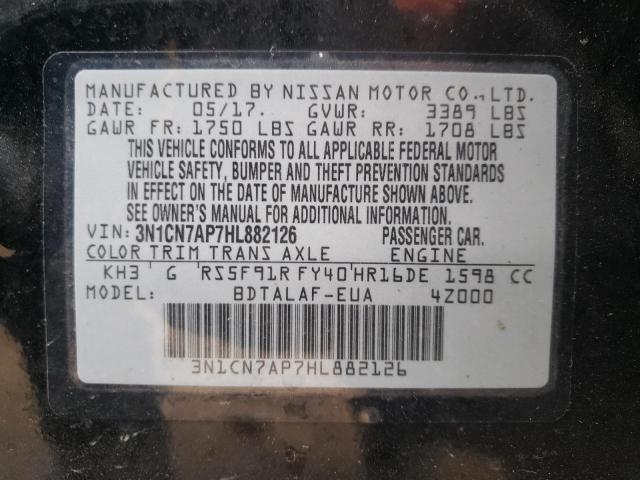 MANUFACTURED BY NISSAN MOTOR CO., LTD.
DATE: 05/17. GVWR: 3389 LBS
GAWR FR: 1750 LBS GAWR RR: 1708 LBS
THIS VEHICLE CONFORMS TO ALL APPLICABLE FEDERAL MOTOR
VEHICLE SAFETY, BUMPER AND THEFT PREVENTION STANDARDS
IN EFFECT ON THE DATE OF MANUFACTURE SHOWN ABOVE.
SEE OWNER'S MANUAL FOR ADDITIONAL INFORMATION.
VIN: 3N1CN7AP7HL882126 PASSENGER CAR.
COLOR TRIM TRANS AXLE ENGINE
KH3 G RS5F91R FY40 HR16DE 1598 CC
MODEL: BDTALAF-EUA 4Z000
3N1CN7AP7HL882126